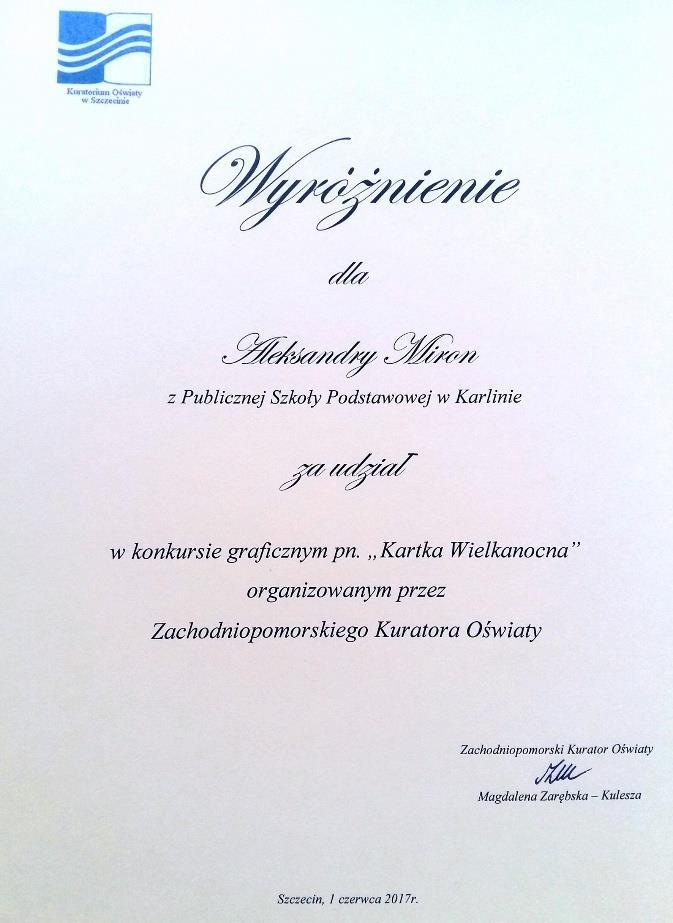 Kuratorium Oświaty
w Szczecinie
Wyróżnienie
dla
Aleksandry Miron
z Publicznej Szkoły Podstawowej w Karlinie
za udział
w konkursie graficznym pn. „Kartka Wielkanocna”
organizowanym przez
Zachodniopomorskiego Kuratora Oświaty
Zachodniopomorski Kurator Oświaty
Magdalena Zarębska – Kulesza
Szczecin, 1 czerwca 2017r.